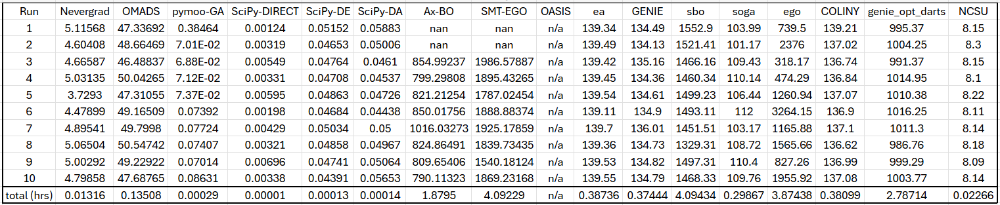 Run Nevergrad OMADS pymoo-GA SciPy-DIRECT SciPy-DE SciPy-DA Ax-BO SMT-EGO OASIS ea GENIE sbo soga ego COLINY genie_opt_darts NCSU
1 5.11568 47.33692 0.38464 0.00124 0.05152 0.05883 nan nan n/a 139.34 134.49 1552.9 103.99 739.5 139.21 995.37 8.15
2 4.60408 48.66469 7.01E-02 0.00319 0.04653 0.05006 nan nan n/a 139.49 134.13 1521.41 101.17 2376 137.02 1004.25 8.3
3 4.66587 46.48837 6.88E-02 0.00549 0.04764 0.0461 854.99237 1986.57887 n/a 139.42 135.16 1466.16 109.43 318.17 136.74 991.37 8.15
4 5.03135 50.04265 7.12E-02 0.00331 0.04708 0.04537 799.29808 1895.43265 n/a 139.45 134.36 1460.34 110.14 474.29 136.84 1014.95 8.1
5 3.7293 47.31055 7.37E-02 0.00595 0.04863 0.04726 821.21254 1787.02454 n/a 139.54 134.61 1499.23 106.44 1260.94 137.07 1010.38 8.22
6 4.47899 49.16509 0.07392 0.00198 0.04684 0.04438 850.01756 1888.88374 n/a 139.11 134.9 1493.11 112 3264.15 136.9 1016.25 8.11
7 4.89541 49.7998 0.07724 0.00429 0.05034 0.05 1016.03273 1925.17859 n/a 139.7 136.01 1451.51 103.17 1165.88 137.1 1011.3 8.14
8 5.06504 50.54742 0.07407 0.00321 0.04858 0.04967 824.86491 1839.73435 n/a 139.36 134.73 1329.31 108.72 1565.66 136.62 986.76 8.18
9 5.00292 49.22922 0.07014 0.00696 0.04741 0.05064 809.65406 1540.18124 n/a 139.53 134.82 1497.31 110.4 827.26 136.99 999.29 8.09
10 4.79858 47.68765 0.08631 0.00338 0.04391 0.05653 790.11323 1869.23168 n/a 139.55 134.79 1468.33 109.76 1955.92 137.08 1003.77 8.14
total (hrs) 0.01316 0.13508 0.00029 0.00001 0.00013 0.00014 1.8795 4.09229 n/a 0.38736 0.37444 4.09434 0.29867 3.87438 0.38099 2.78714 0.02266